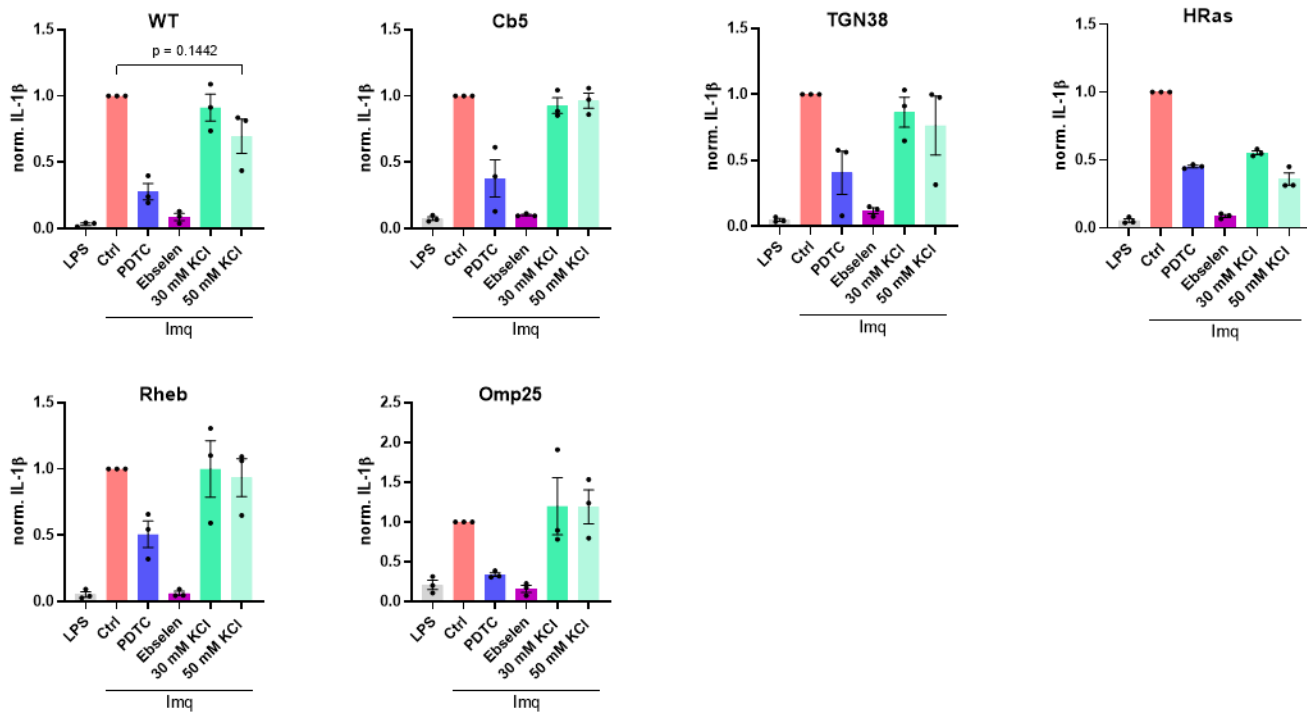 WT
1.5
1.0
0.5
0.0
norm. IL-1β
p = 0.1442
LPS
Ctrl
PDTC
Ebselen
30 mM KCl
50 mM KCl
Imq
Cb5
1.5
1.0
0.5
0.0
norm. IL-1β
LPS
Ctrl
PDTC
Ebselen
30 mM KCl
50 mM KCl
Imq
TGN38
1.5
1.0
0.5
0.0
norm. IL-1β
LPS
Ctrl
PDTC
Ebselen
30 mM KCl
50 mM KCl
Imq
HRas
1.5
1.0
0.5
0.0
norm. IL-1β
LPS
Ctrl
PDTC
Ebselen
30 mM KCl
50 mM KCl
Imq
Rheb
1.5
1.0
0.5
0.0
norm. IL-1β
LPS
Ctrl
PDTC
Ebselen
30 mM KCl
50 mM KCl
Imq
Omp25
2.5
2.0
1.5
1.0
0.5
0.0
norm. IL-1β
LPS
Ctrl
PDTC
Ebselen
30 mM KCl
50 mM KCl
Imq